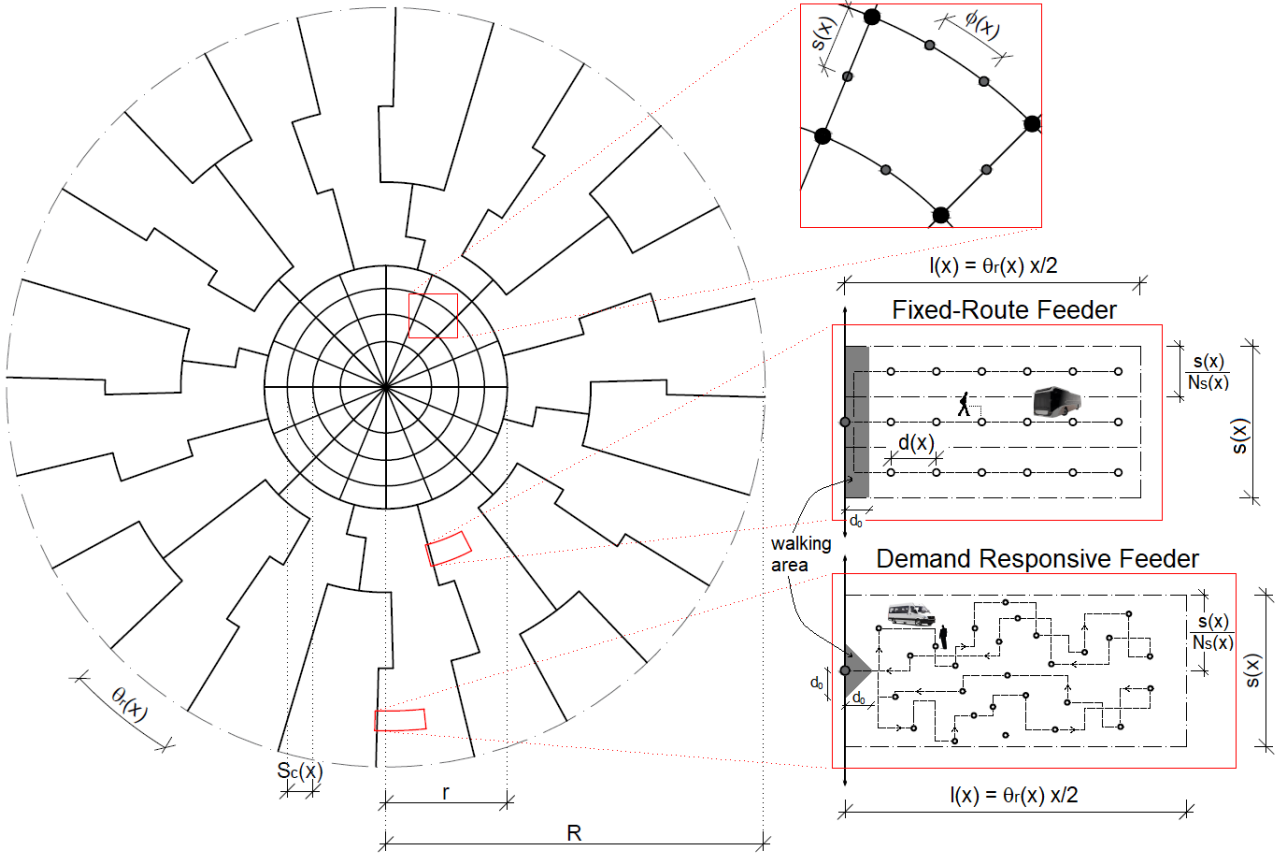 s(x)
ϕ(x)
l(x) = θr(x) x/2
Fixed-Route Feeder
s(x)
Ns(x)
s(x)
d(x)
d₀
walking
area
Demand Responsive Feeder
s(x)
Ns(x)
s(x)
d₀
d₀
l(x) = θr(x) x/2
θr(x)
Sc(x)
r
R